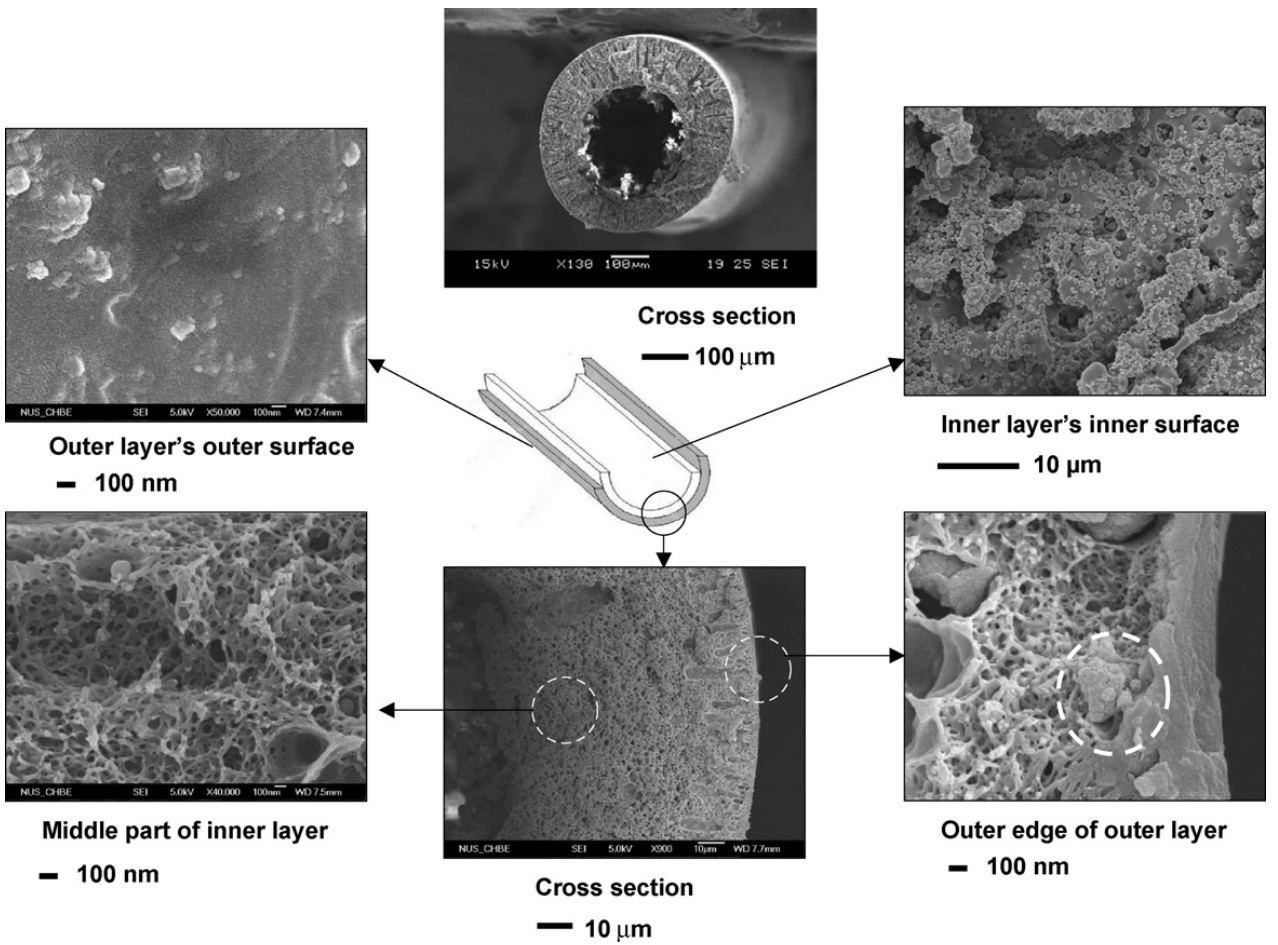 15kV X130 100µm 19 25 SEI
Cross section
100 µm
NUS_CHBE SEI 5.0kV X50,000 100nm WD 7.4mm
Outer layer's outer surface
100 nm
Inner layer's inner surface
10 µm
NUS_CHBE SEI 5.0kV X40,000 100nm WD 7.5mm
Middle part of inner layer
100 nm
NUS_CHBE SEI 5.0kV X900 10µm WD 7.7mm
Cross section
10 µm
Outer edge of outer layer
100 nm